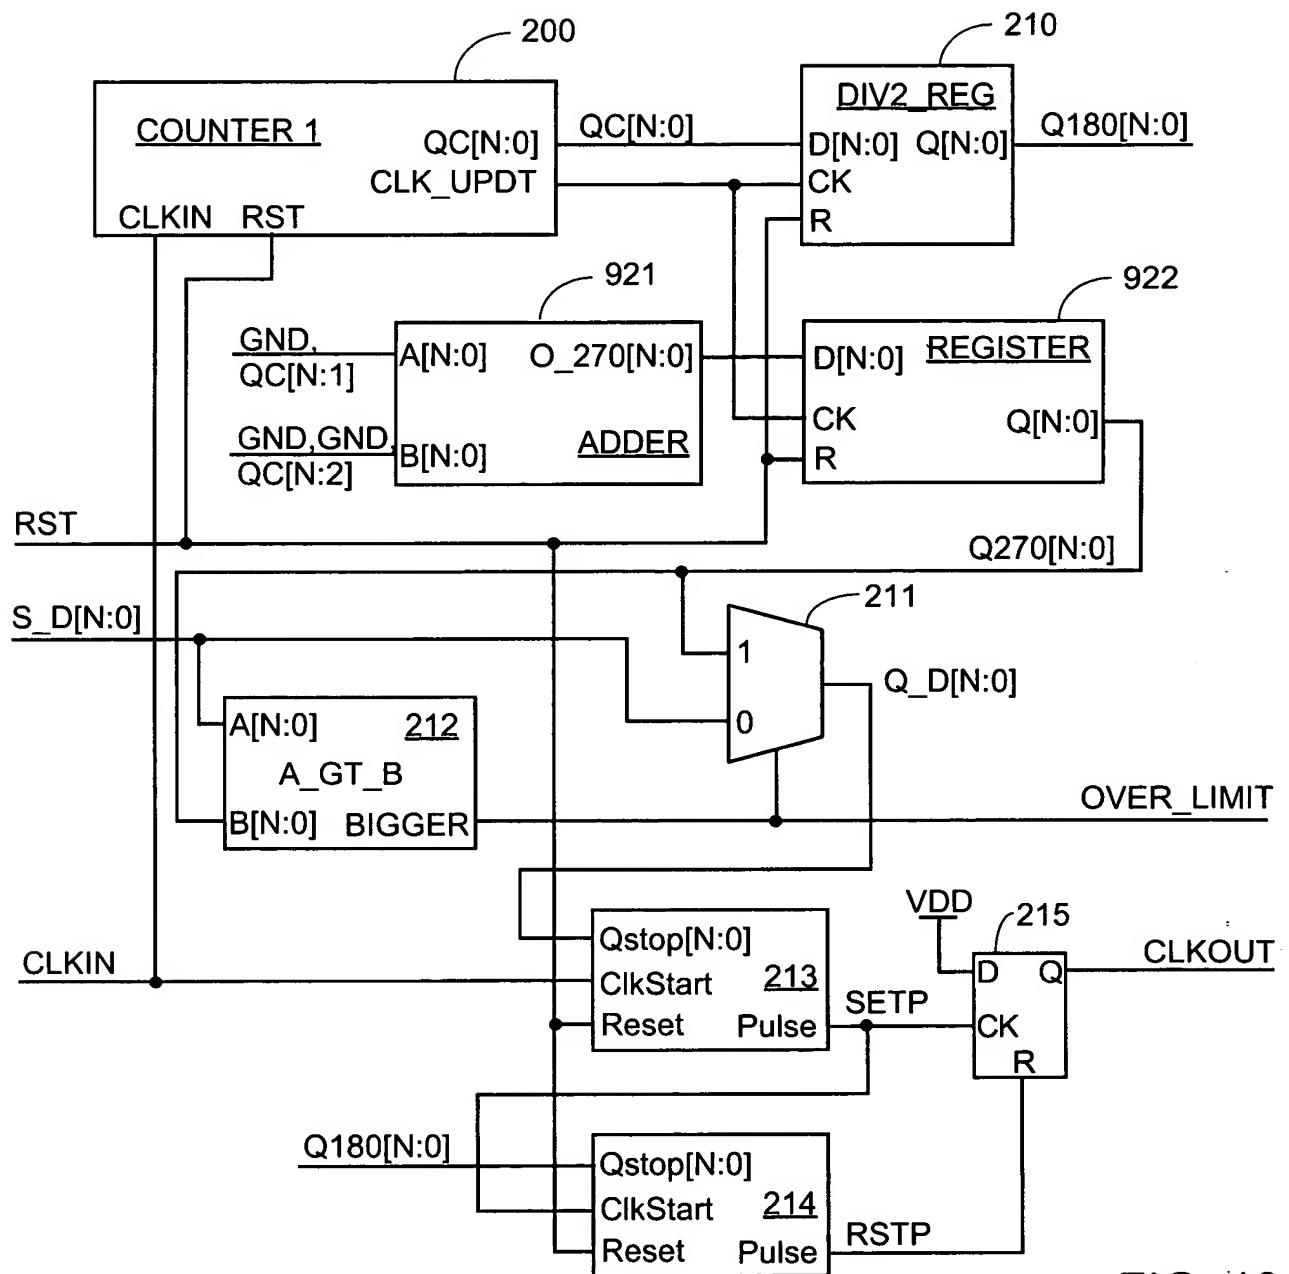 200
210
COUNTER 1
QC[N:0]
CLK_UPDT
CLKIN RST
QC[N:0]
DIV2_REG
D[N:0] Q[N:0]
CK
R
Q180[N:0]
921
922
GND,
QC[N:1]
GND,GND,
QC[N:2]
A[N:0] O_270[N:0]
B[N:0] ADDER
D[N:0] REGISTER
CK
Q[N:0]
R
RST
Q270[N:0]
S_D[N:0]
211
1
0
Q_D[N:0]
A[N:0] 212
A_GT_B
B[N:0] BIGGER
OVER_LIMIT
CLKIN
Qstop[N:0]
ClkStart 213
Reset Pulse
SETP
VDD
215
D Q
CK
R
CLKOUT
Q180[N:0]
Qstop[N:0]
ClkStart 214
Reset Pulse
RSTP